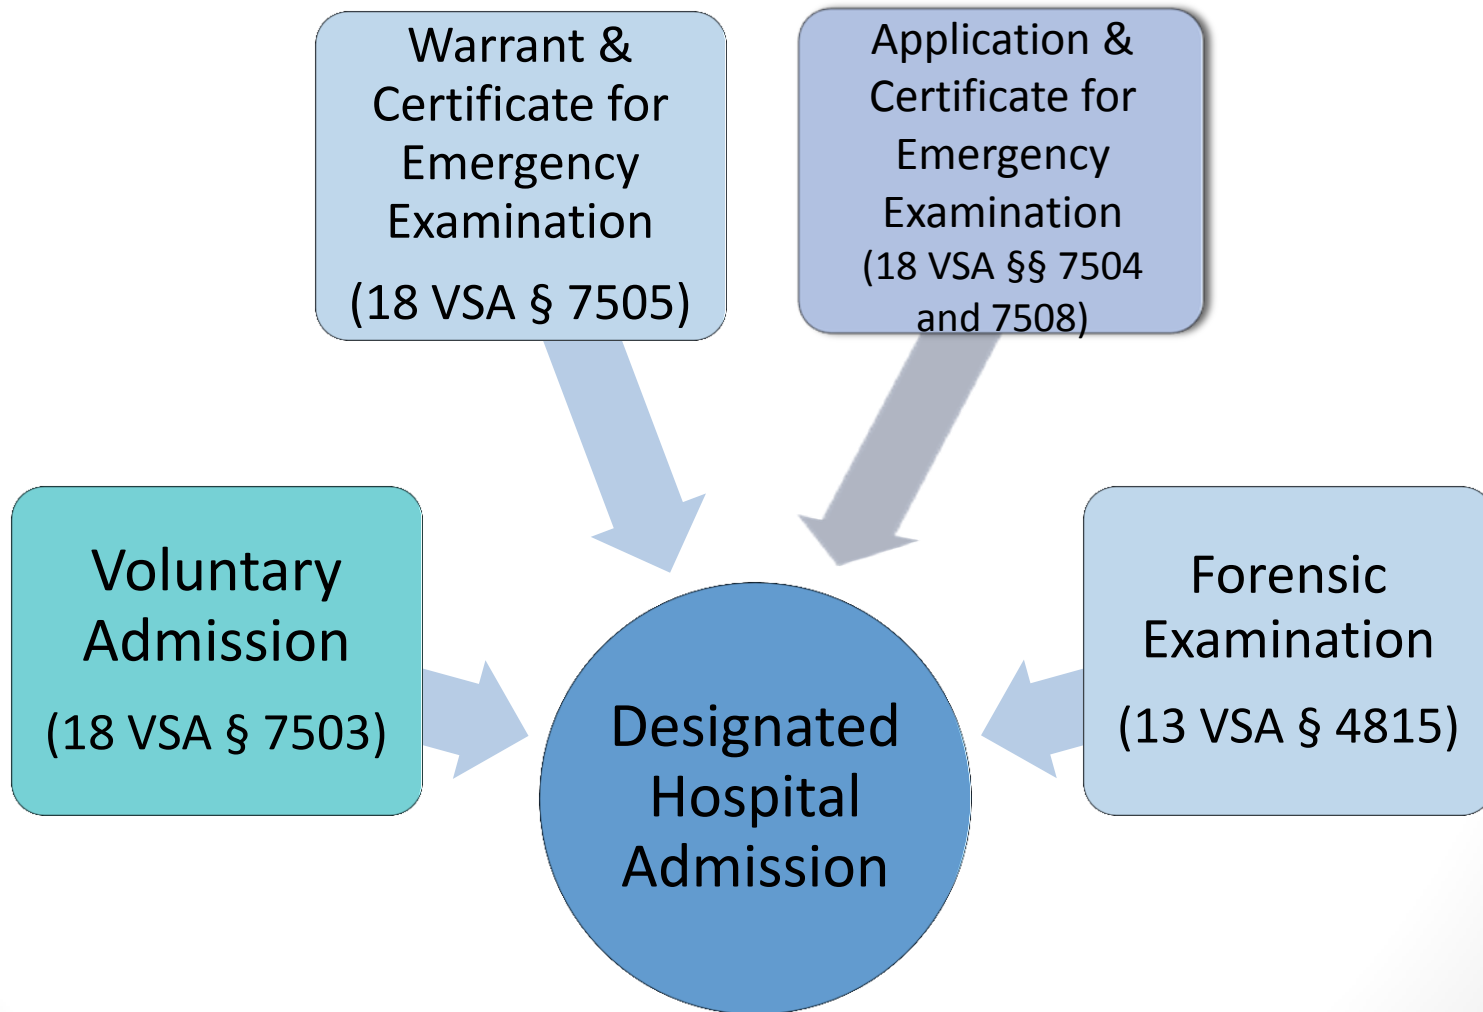 Warrant &
Certificate for
Emergency
Examination
(18 VSA § 7505)
Application &
Certificate for
Emergency
Examination
(18 VSA §§ 7504
and 7508)
Voluntary
Admission
(18 VSA § 7503)
Forensic
Examination
(13 VSA § 4815)
Designated
Hospital
Admission